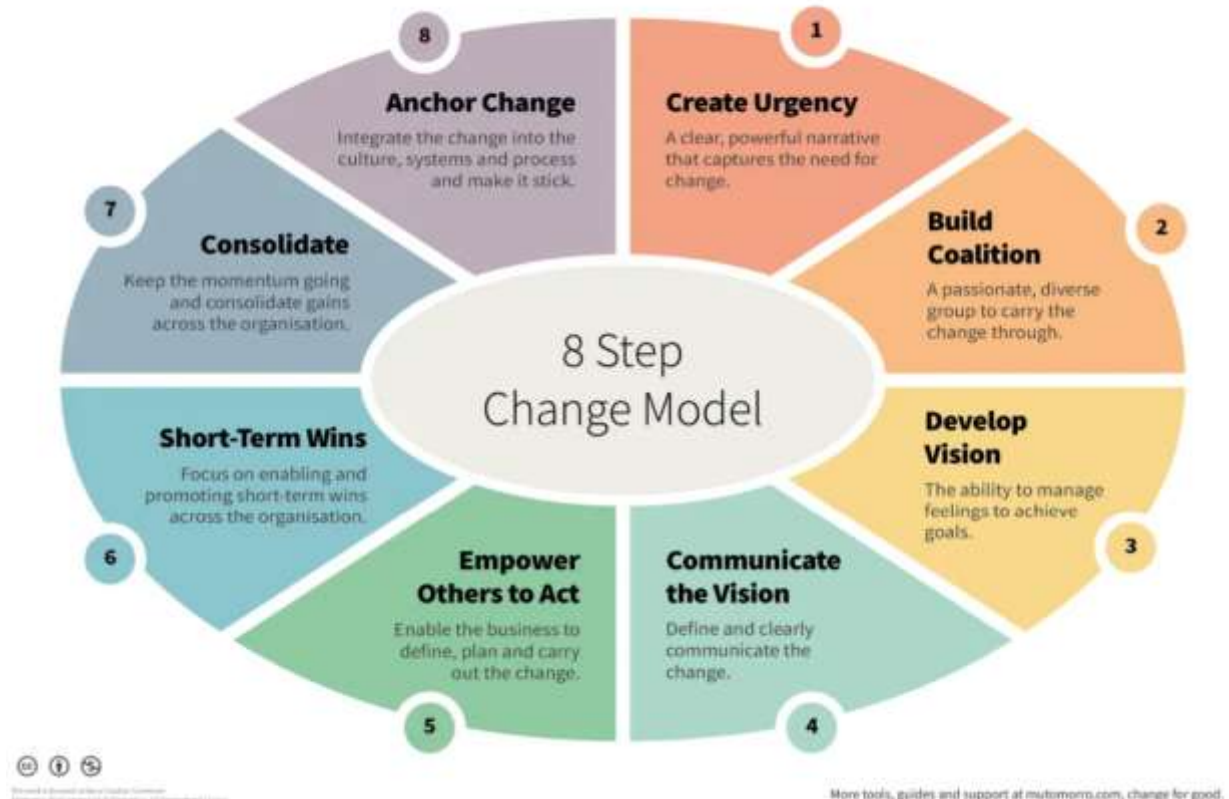 8 Step
Change Model
1
Create Urgency
A clear, powerful narrative
that captures the need for
change.
2
Build
Coalition
A passionate, diverse
group to carry the
change through.
3
Develop
Vision
The ability to manage
feelings to achieve
goals.
4
Communicate
the Vision
Define and clearly
communicate the
change.
5
Empower
Others to Act
Enable the business to
define, plan and carry
out the change.
6
Short-Term Wins
Focus on enabling and
promoting short-term wins
across the organisation.
7
Consolidate
Keep the momentum going
and consolidate gains
across the organisation.
8
Anchor Change
Integrate the change into the
culture, systems and process
and make it stick.
cc
More tools, guides and support at mutomorro.com, change for good.